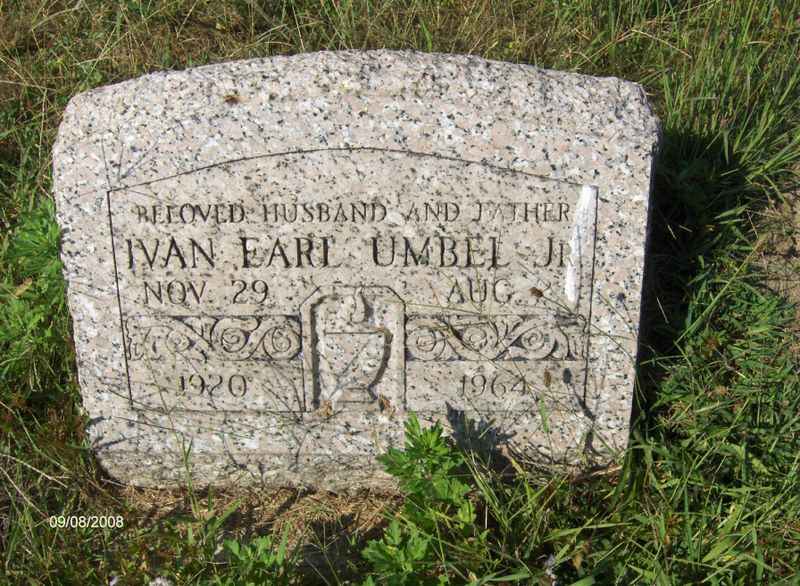 BELOVED HUSBAND AND FATHER
IVAN EARL UMBEL JR
NOV 29 AUG
1920 1964
09/08/2008